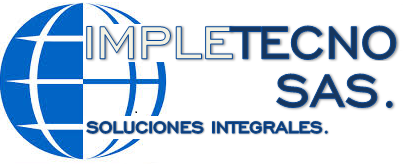 IMPLETECNO
SAS.
SOLUCIONES INTEGRALES.